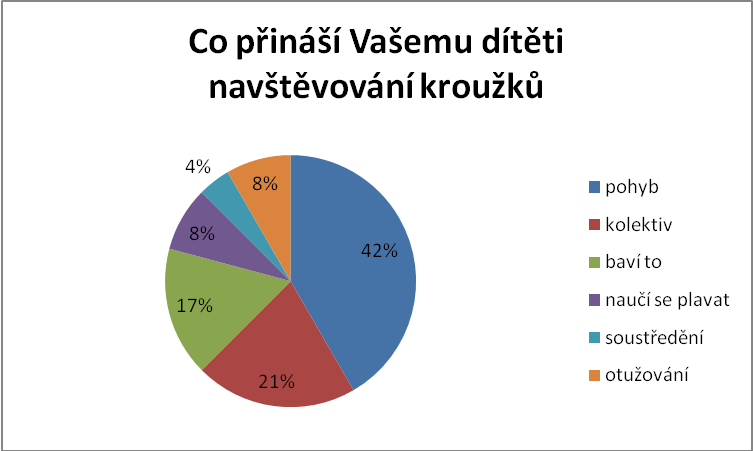 Co přináší Vašemu dítěti
navštěvování kroužků
4%
8%
8%
42%
17%
21%
pohyb
kolektiv
baví to
naučí se plavat
soustředění
otužování